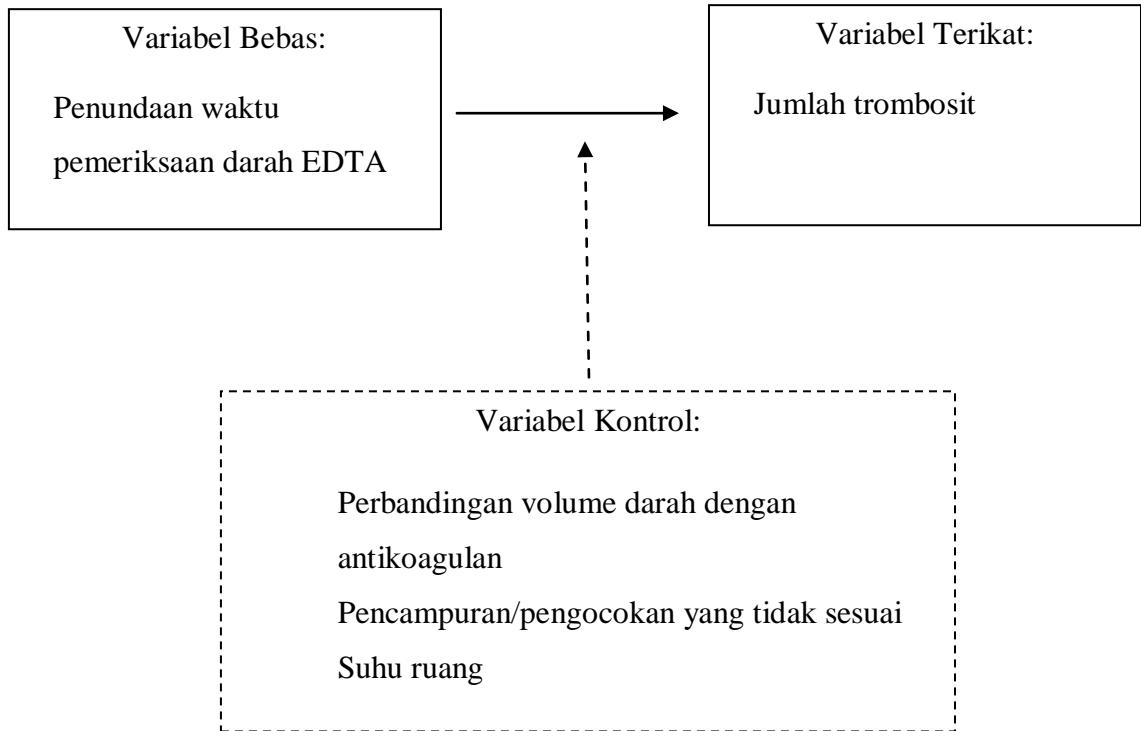 Variabel Bebas:
Penundaan waktu
pemeriksaan darah EDTA
Variabel Terikat:
Jumlah trombosit
Variabel Kontrol:
Perbandingan volume darah dengan
antikoagulan
Pencampuran/pengocokan yang tidak sesuai
Suhu ruang